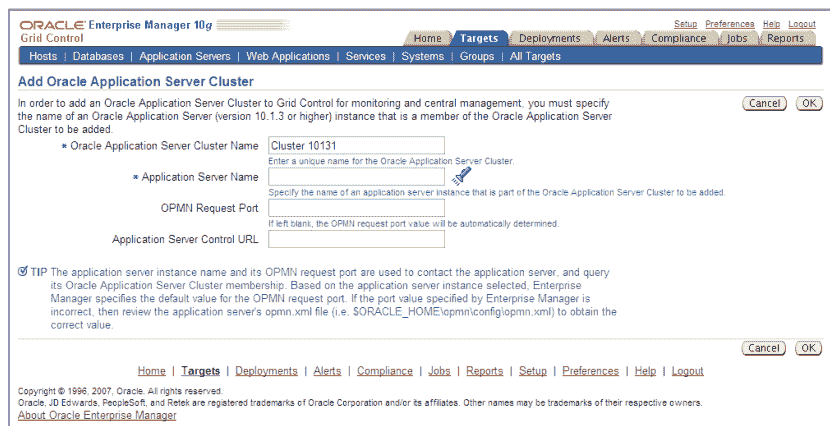 ORACLE Enterprise Manager 10g
Grid Control
Setup Preferences Help Logout
Home Targets Deployments Alerts Compliance Jobs Reports
Hosts | Databases | Application Servers | Web Applications | Services | Systems | Groups | All Targets
Add Oracle Application Server Cluster
In order to add an Oracle Application Server Cluster to Grid Control for monitoring and central management, you must specify
the name of an Oracle Application Server (version 10.1.3 or higher) instance that is a member of the Oracle Application Server
Cluster to be added.
Cancel OK
* Oracle Application Server Cluster Name Cluster 10131
Enter a unique name for the Oracle Application Server Cluster.
* Application Server Name
Specify the name of an application server instance that is part of the Oracle Application Server Cluster to be added.
OPMN Request Port
If left blank, the OPMN request port value will be automatically determined.
Application Server Control URL
TIP The application server instance name and its OPMN request port are used to contact the application server, and query
its Oracle Application Server Cluster membership. Based on the application server instance selected, Enterprise
Manager specifies the default value for the OPMN request port. If the port value specified by Enterprise Manager is
incorrect, then review the application server's opmn.xml file (i.e. $ORACLE_HOME\opmn\config\opmn.xml) to obtain the
correct value.
Cancel OK
Home | Targets | Deployments | Alerts | Compliance | Jobs | Reports | Setup | Preferences | Help | Logout
Copyright © 1996, 2007, Oracle. All rights reserved.
Oracle, JD Edwards, PeopleSoft, and Retek are registered trademarks of Oracle Corporation and/or its affiliates. Other names may be trademarks of their respective owners.
About Oracle Enterprise Manager